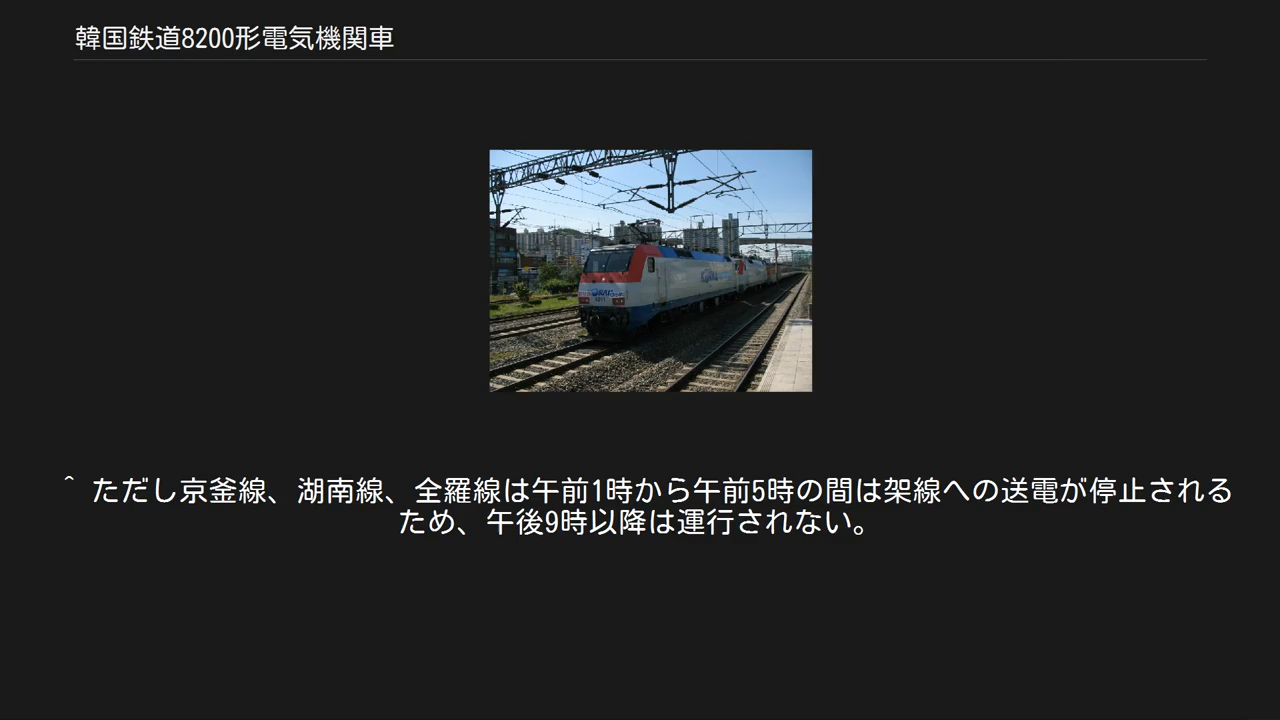 韓国鉄道8200形電気機関車
^ ただし京釜線、湖南線、全羅線は午前1時から午前5時の間は架線への送電が停止される
ため、午後9時以降は運行されない。